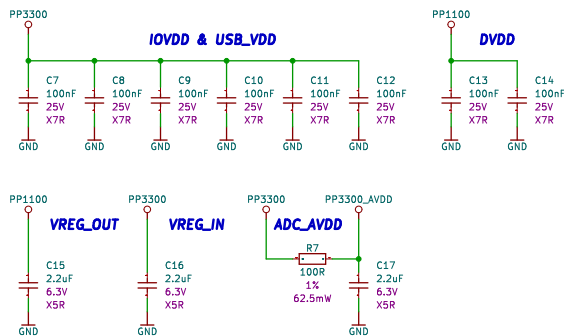 PP3300
IOVDD & USB_VDD
C7
100nF
25V
X7R
GND
C8
100nF
25V
X7R
GND
C9
100nF
25V
X7R
GND
C10
100nF
25V
X7R
GND
C11
100nF
25V
X7R
GND
C12
100nF
25V
X7R
GND
PP1100
DVDD
C13
100nF
25V
X7R
GND
C14
100nF
25V
X7R
GND
PP1100
VREG_OUT
C15
2.2uF
6.3V
X5R
GND
PP3300
VREG_IN
C16
2.2uF
6.3V
X5R
GND
PP3300
ADC_AVDD
PP3300_AVDD
R7
100R
1%
62.5mW
C17
2.2uF
6.3V
X5R
GND